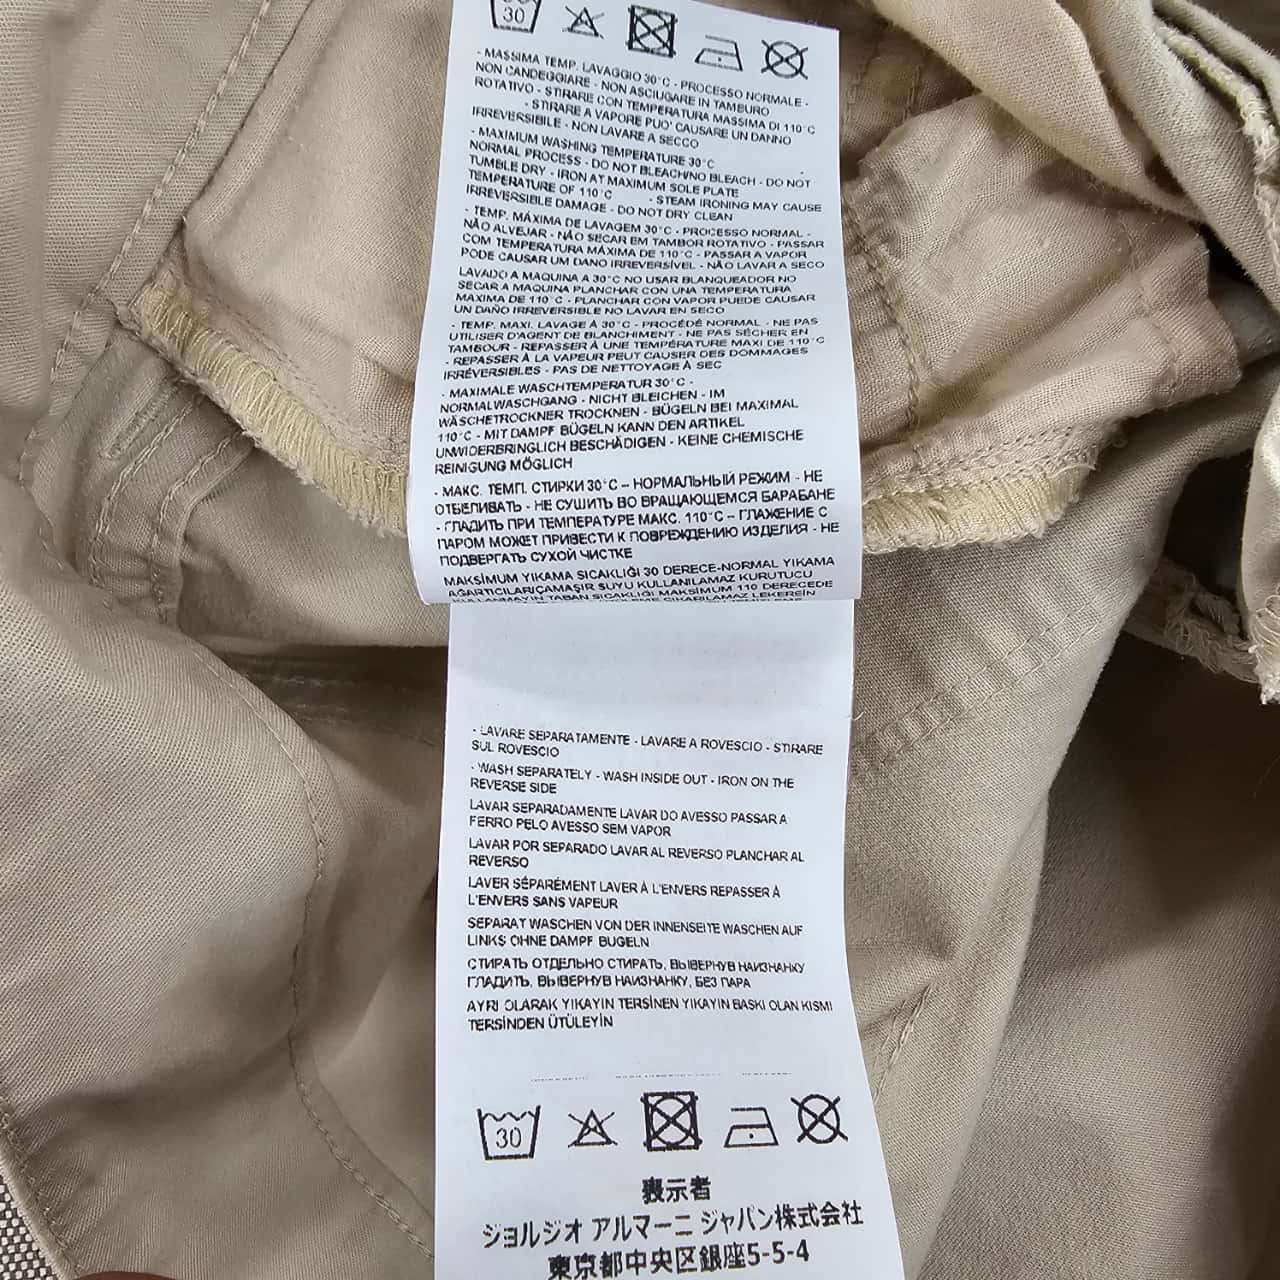 30
- MASSIMA TEMP. LAVAGGIO 30°C - PROCESSO NORMALE -
NON CANDEGGIARE - NON ASCIUGARE IN TAMBURO
ROTATIVO - STIRARE CON TEMPERATURA MASSIMA DI 110°C
- STIRARE A VAPORE PUO' CAUSARE UN DANNO
IRREVERSIBILE - NON LAVARE A SECCO
- MAXIMUM WASHING TEMPERATURE 30°C
NORMAL PROCESS - DO NOT BLEACH/NO BLEACH - DO NOT
TUMBLE DRY - IRON AT MAXIMUM SOLE PLATE
TEMPERATURE OF 110°C - STEAM IRONING MAY CAUSE
IRREVERSIBLE DAMAGE - DO NOT DRY CLEAN
- TEMP. MÁXIMA DE LAVAGEM 30°C - PROCESSO NORMAL -
NÃO ALVEJAR - NÃO SECAR EM TAMBOR ROTATIVO - PASSAR
COM TEMPERATURA MÁXIMA DE 110°C - PASSAR A VAPOR
PODE CAUSAR UM DANO IRREVERSÍVEL - NÃO LAVAR A SECO
LAVADO A MAQUINA A 30°C NO USAR BLANQUEADOR NO
SECAR A MAQUINA PLANCHAR CON UNA TEMPERATURA
MAXIMA DE 110°C - PLANCHAR CON VAPOR PUEDE CAUSAR
UN DAÑO IRREVERSIBLE NO LAVAR EN SECO
- TEMP. MAXI. LAVAGE À 30°C - PROCÉDÉ NORMAL - NE PAS
UTILISER D'AGENT DE BLANCHIMENT - NE PAS SÉCHER EN
TAMBOUR - REPASSER À UNE TEMPÉRATURE MAXI DE 110°C
- REPASSER À LA VAPEUR PEUT CAUSER DES DOMMAGES
IRRÉVERSIBLES - PAS DE NETTOYAGE À SEC
- MAXIMALE WASCHTEMPERATUR 30°C -
NORMALWASCHGANG - NICHT BLEICHEN - IM
WÄSCHETROCKNER TROCKNEN - BÜGELN BEI MAXIMAL
110°C - MIT DAMPF BÜGELN KANN DEN ARTIKEL
UNWIDERBRINGLICH BESCHÄDIGEN - KEINE CHEMISCHE
REINIGUNG MÖGLICH
- МАКС. ТЕМП. СТИРКИ 30°C – НОРМАЛЬНЫЙ РЕЖИМ - НЕ
ОТБЕЛИВАТЬ - НЕ СУШИТЬ ВО ВРАЩАЮЩЕМСЯ БАРАБАНЕ
- ГЛАДИТЬ ПРИ ТЕМПЕРАТУРЕ МАКС. 110°C – ГЛАЖЕНИЕ С
ПАРОМ МОЖЕТ ПРИВЕСТИ К ПОВРЕЖДЕНИЮ ИЗДЕЛИЯ - НЕ
ПОДВЕРГАТЬ СУХОЙ ЧИСТКЕ
MAKSİMUM YIKAMA SICAKLIĞI 30 DERECE-NORMAL YIKAMA
AĞARTICILAR/ÇAMAŞIR SUYU KULLANILAMAZ KURUTUCU
KULLANMAYIN TABAN SICAKLIĞI MAKSİMUM 110 DERECEDE
- LAVARE SEPARATAMENTE - LAVARE A ROVESCIO - STIRARE
SUL ROVESCIO
- WASH SEPARATELY - WASH INSIDE OUT - IRON ON THE
REVERSE SIDE
LAVAR SEPARADAMENTE LAVAR DO AVESSO PASSAR A
FERRO PELO AVESSO SEM VAPOR
LAVAR POR SEPARADO LAVAR AL REVERSO PLANCHAR AL
REVERSO
LAVER SÉPARÉMENT LAVER À L'ENVERS REPASSER À
L'ENVERS SANS VAPEUR
SEPARAT WASCHEN VON DER INNENSEITE WASCHEN AUF
LINKS OHNE DAMPF BUGELN
СТИРАТЬ ОТДЕЛЬНО СТИРАТЬ, ВЫВЕРНУВ НАИЗНАНКУ
ГЛАДИТЬ, ВЫВЕРНУВ НАИЗНАНКУ, БЕЗ ПАРА
AYRI OLARAK YIKAYIN TERSİNEN YIKAYIN BASKI OLAN KISMI
TERSİNDEN ÜTÜLEYİN
30
表示者
ジョルジオ アルマーニ ジャパン株式会社
東京都中央区銀座5-5-4